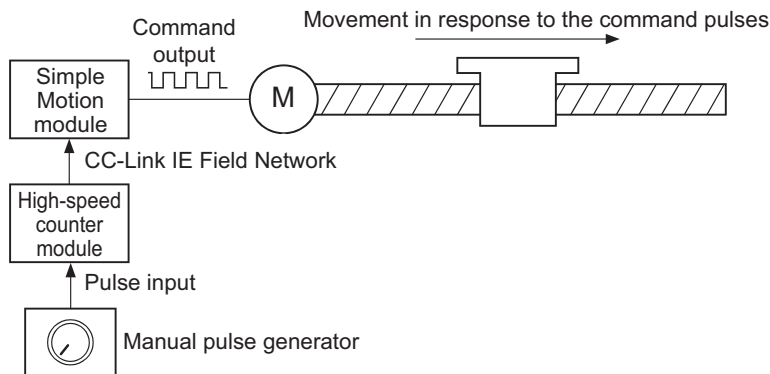 Movement in response to the command pulses
Command
output
Simple
Motion
module
M
CC-Link IE Field Network
High-speed
counter
module
Pulse input
Manual pulse generator